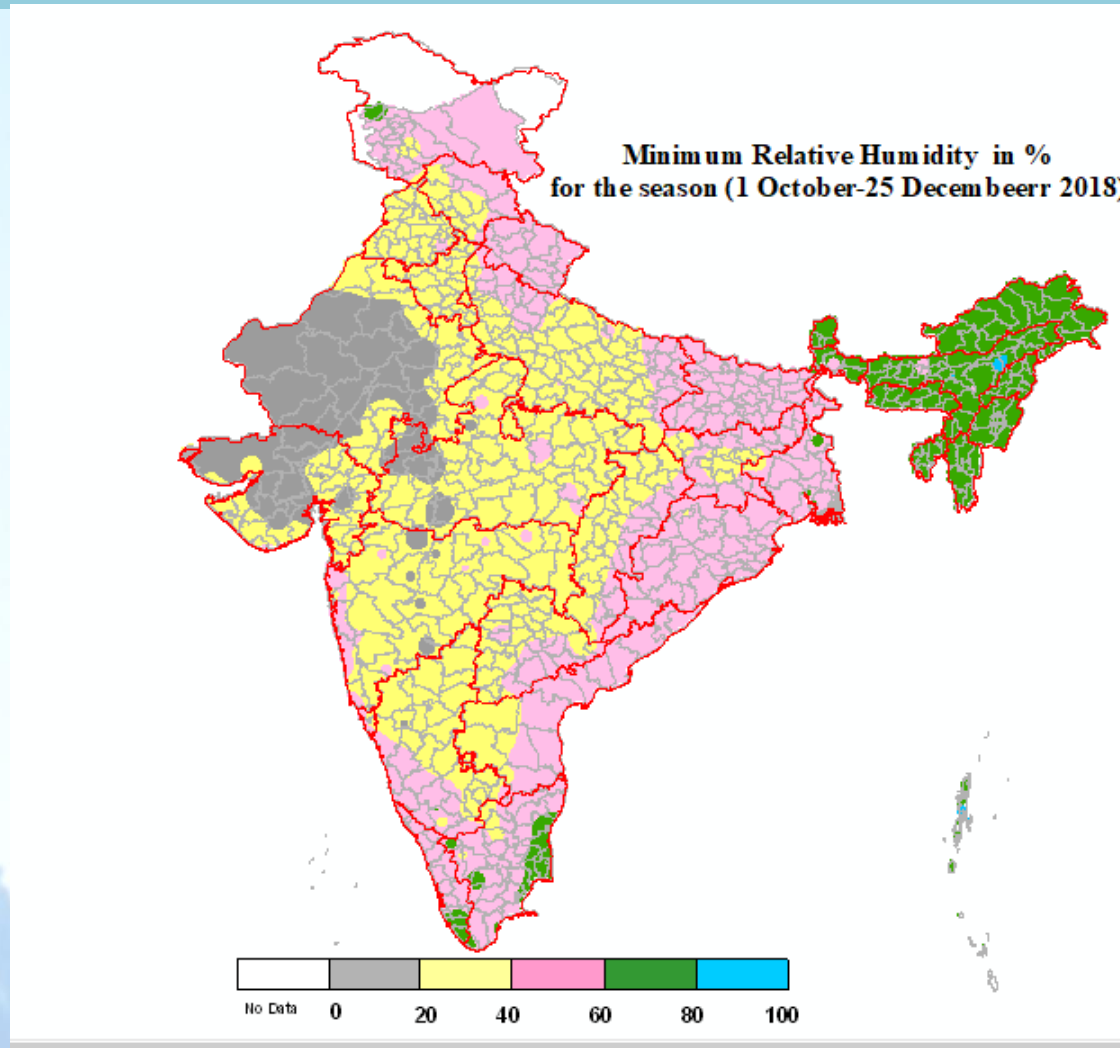 Minimum Relative Humidity in %
for the season (1 October-25 Decembeerr 2018)
No Data 0 20 40 60 80 100